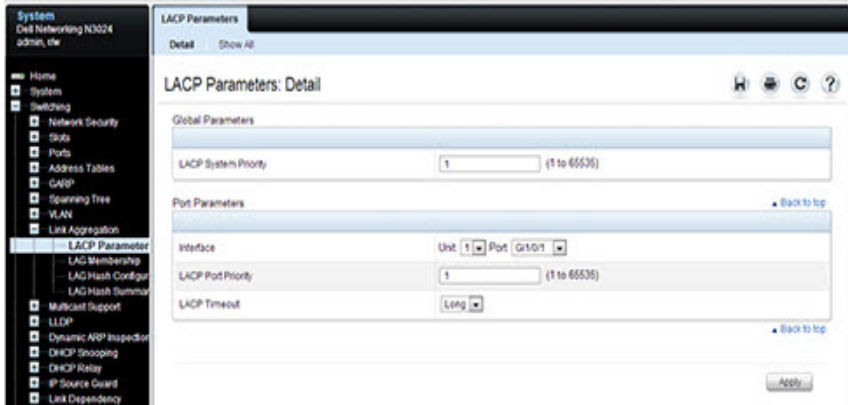 System
Dell Networking N3024
admin, r/w
LACP Parameters
Detail Show All
Home
System
Switching
Network Security
Slots
Ports
Address Tables
GARP
Spanning Tree
VLAN
Link Aggregation
LACP Parameter
LAG Membership
LAG Hash Configur
LAG Hash Summar
Multicast Support
LLDP
Dynamic ARP Inspection
DHCP Snooping
DHCP Relay
IP Source Guard
Link Dependency
LACP Parameters: Detail
?
Global Parameters
LACP System Priority 1 (1 to 65535)
Port Parameters Back to top
Interface Unit 1 Port Gi1/0/1
LACP Port Priority 1 (1 to 65535)
LACP Timeout Long
Back to top
Apply